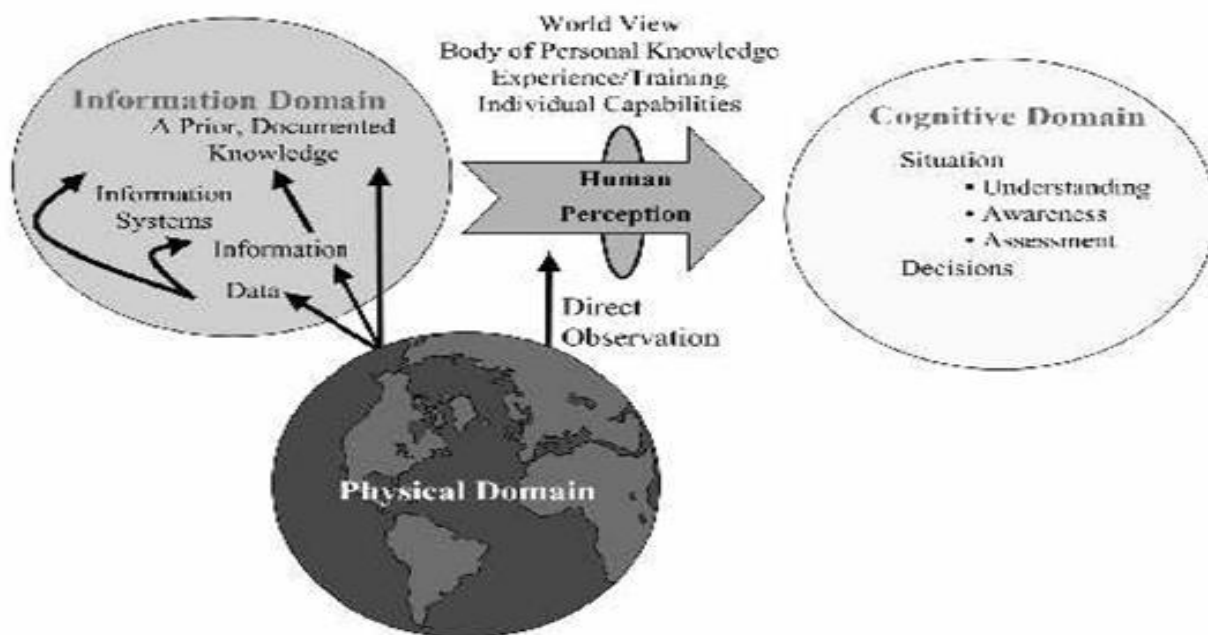 World View
Body of Personal Knowledge
Experience/Training
Individual Capabilities
Information Domain
A Prior, Documented
Knowledge
Information
Systems
Information
Data
Human
Perception
Direct
Observation
Cognitive Domain
Situation
• Understanding
• Awareness
• Assessment
Decisions
Physical Domain